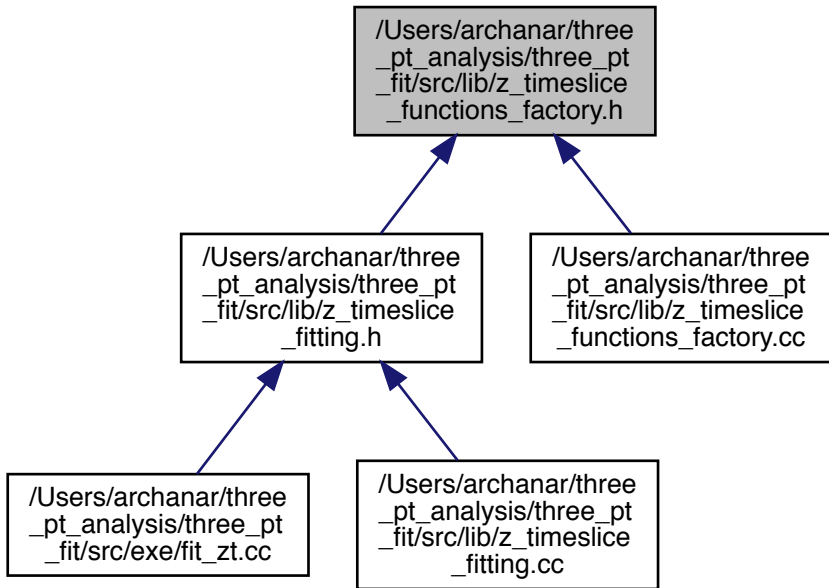 /Users/archanar/three
_pt_analysis/three_pt
_fit/src/lib/z_timeslice
_functions_factory.h
/Users/archanar/three
_pt_analysis/three_pt
_fit/src/lib/z_timeslice
_fitting.h
/Users/archanar/three
_pt_analysis/three_pt
_fit/src/lib/z_timeslice
_functions_factory.cc
/Users/archanar/three
_pt_analysis/three_pt
_fit/src/exe/fit_zt.cc
/Users/archanar/three
_pt_analysis/three_pt
_fit/src/lib/z_timeslice
_fitting.cc